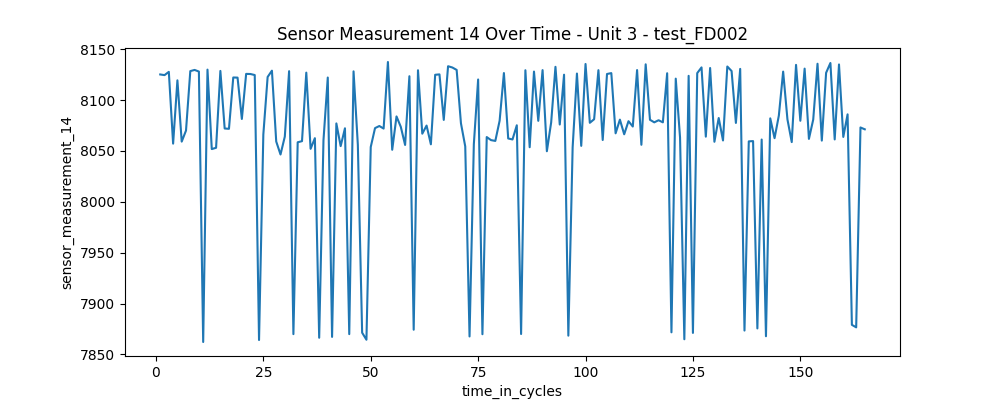 Sensor Measurement 14 Over Time - Unit 3 - test_FD002
8150
8100
8050
8000
7950
7900
7850
sensor_measurement_14
0 25 50 75 100 125 150
time_in_cycles